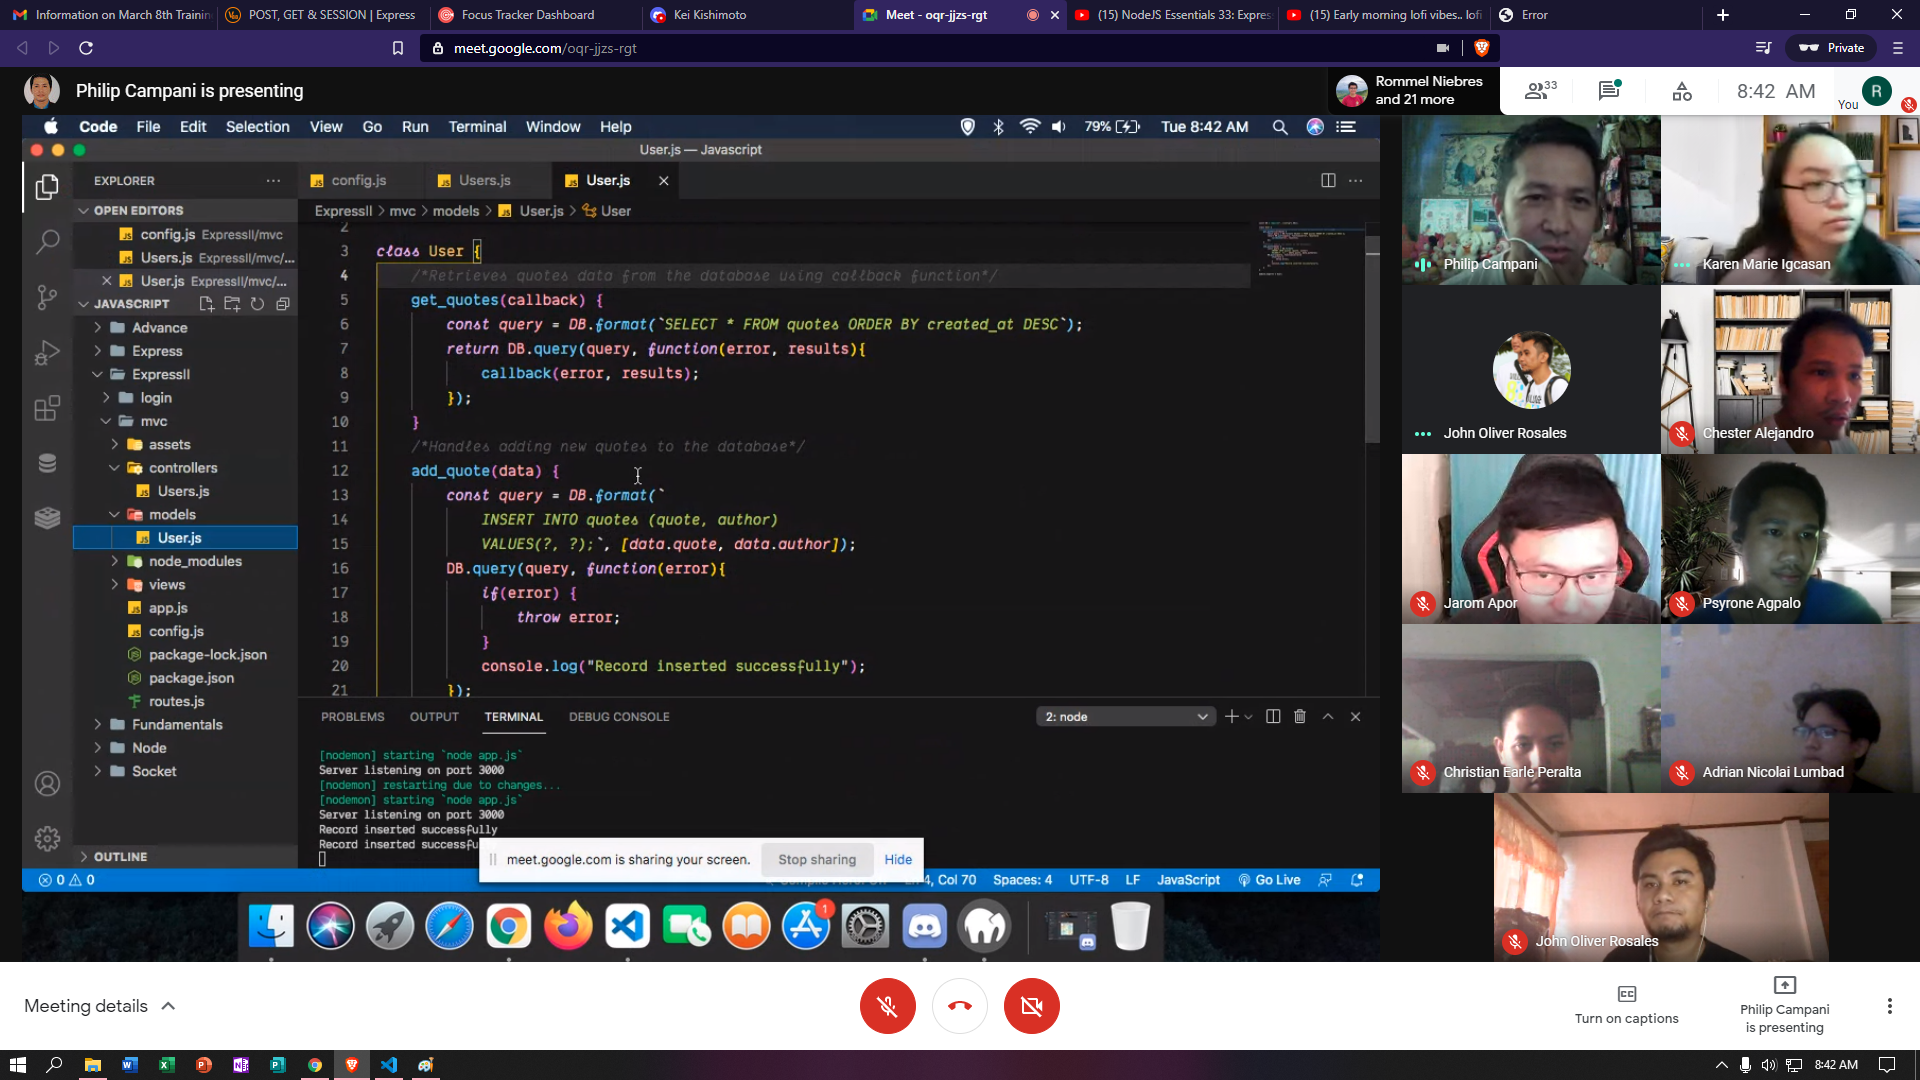 Information on March 8th Trainin
POST, GET & SESSION | Express
Focus Tracker Dashboard
Kei Kishimoto
Meet - oqr-jjzs-rgt
(15) NodeJS Essentials 33: Expres
(15) Early morning lofi vibes.. lofi
Error
meet.google.com/oqr-jjzs-rgt
Private
Philip Campani is presenting
Rommel Niebres
and 21 more
33
8:42 AM
You
R
Code File Edit Selection View Go Run Terminal Window Help
79%
Tue 8:42 AM
User.js — Javascript
EXPLORER
config.js
Users.js
User.js
OPEN EDITORS
config.js ExpressII/mvc
Users.js ExpressII/mvc/...
User.js ExpressII/mvc/...
JAVASCRIPT
Advance
Express
ExpressII
login
mvc
assets
controllers
Users.js
models
User.js
node_modules
views
app.js
config.js
package-lock.json
package.json
routes.js
Fundamentals
Node
Socket
OUTLINE
ExpressII > mvc > models > User.js > User
2
3 class User {
4 /*Retrieves quotes data from the database using callback function*/
5 get_quotes(callback) {
6 const query = DB.format(`SELECT * FROM quotes ORDER BY created_at DESC`);
7 return DB.query(query, function(error, results){
8 callback(error, results);
9 });
10 }
11 /*Handles adding new quotes to the database*/
12 add_quote(data) {
13 const query = DB.format(`
14 INSERT INTO quotes (quote, author)
15 VALUES(?, ?);`, [data.quote, data.author]);
16 DB.query(query, function(error){
17 if(error) {
18 throw error;
19 }
20 console.log("Record inserted successfully");
21 });
PROBLEMS OUTPUT TERMINAL DEBUG CONSOLE
2: node
[nodemon] starting `node app.js`
Server listening on port 3000
[nodemon] restarting due to changes...
[nodemon] starting `node app.js`
Server listening on port 3000
Record inserted successfully
Record inserted successfu
meet.google.com is sharing your screen.
Stop sharing
Hide
0 0
4, Col 70
Spaces: 4
UTF-8
LF
JavaScript
Go Live
1
Philip Campani
Karen Marie Igcasan
John Oliver Rosales
Chester Alejandro
Jarom Apor
Psyrone Agpalo
Christian Earle Peralta
Adrian Nicolai Lumbad
John Oliver Rosales
Meeting details
Turn on captions
Philip Campani
is presenting
8:42 AM